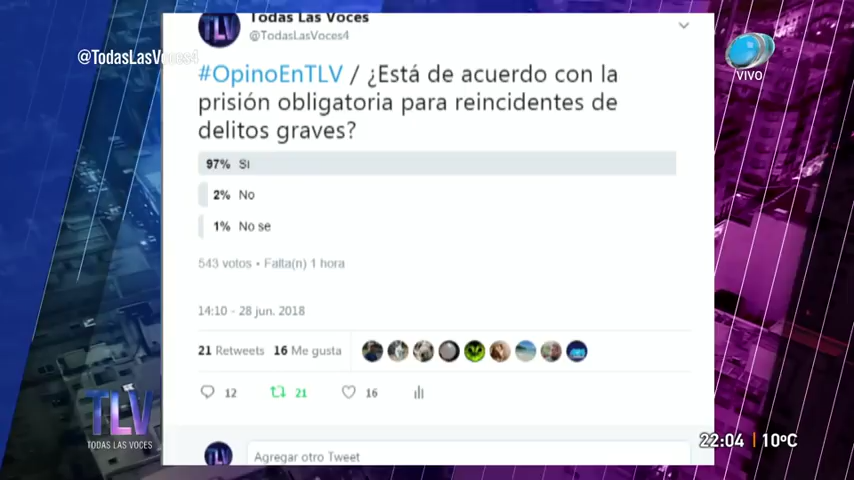 Todas Las Voces
@TodasLasVoces4
@TodasLasVoces4
VIVO
#OpinoEnTLV / ¿Está de acuerdo con la
prisión obligatoria para reincidentes de
delitos graves?
97% Si
2% No
1% No se
543 votos • Falta(n) 1 hora
14:10 - 28 jun. 2018
21 Retweets 16 Me gusta
12 21 16
TLV
TODAS LAS VOCES
22:04 | 10ºC
TLV
Agregar otro Tweet